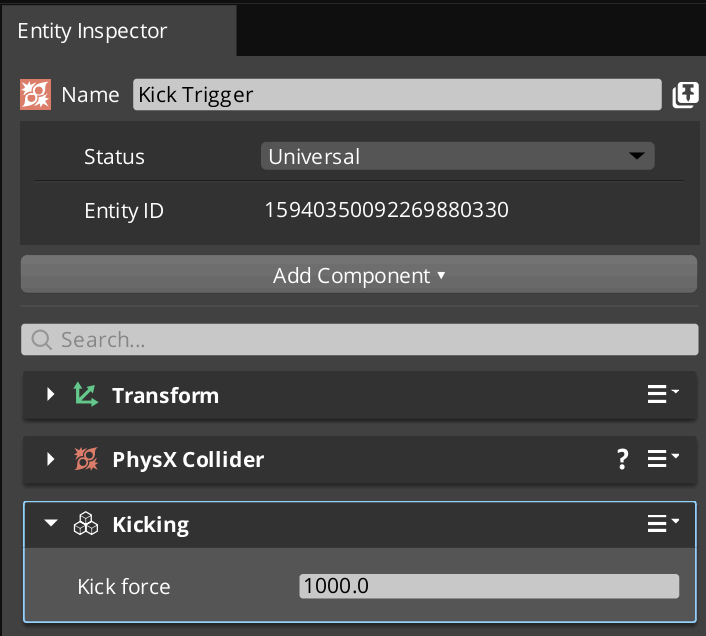 Entity Inspector
Name Kick Trigger
Status Universal
Entity ID 15940350092269880330
Add Component
Search...
Transform
PhysX Collider ?
Kicking
Kick force 1000.0